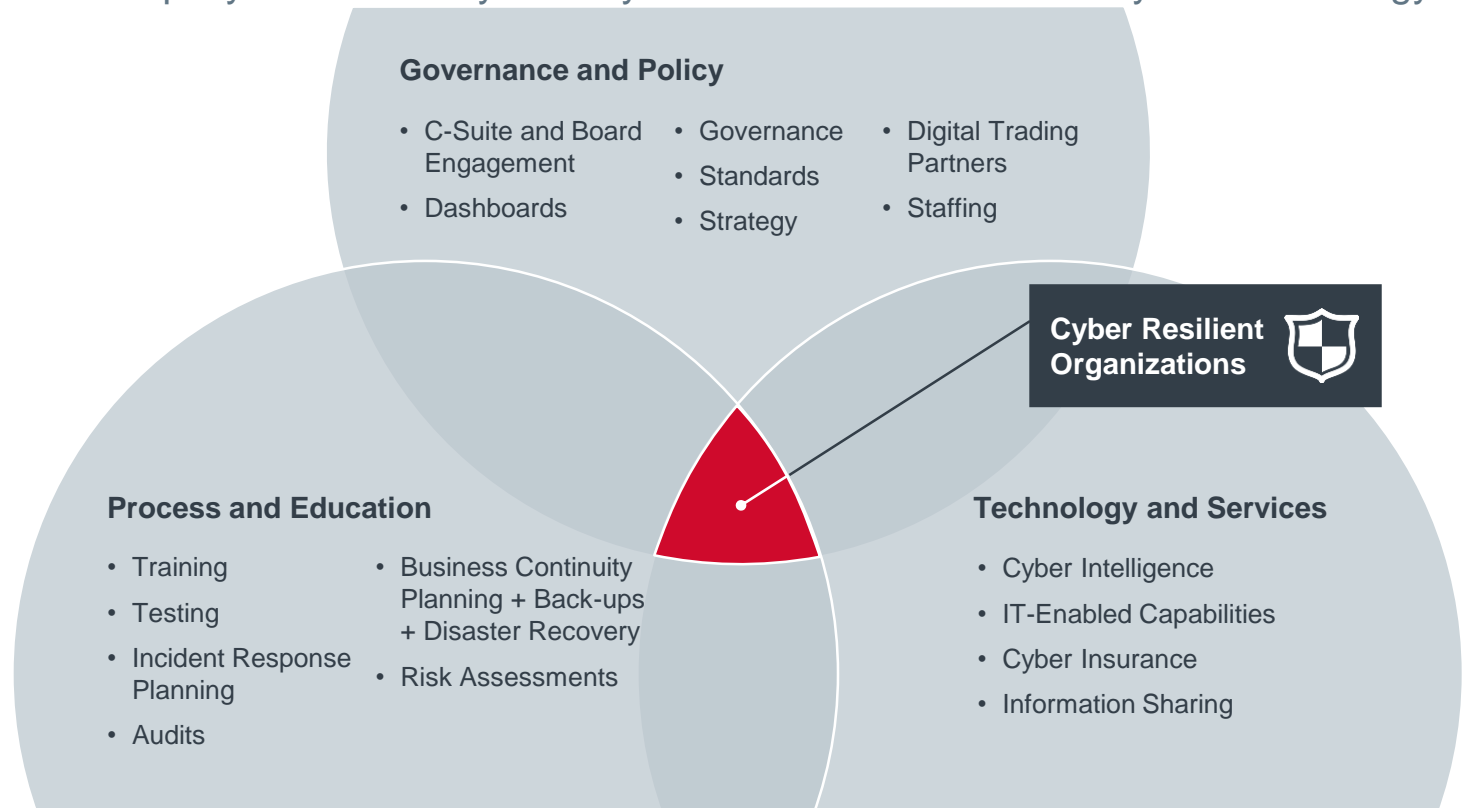 Governance and Policy
• C-Suite and Board
Engagement
• Dashboards
• Governance
• Standards
• Strategy
• Digital Trading
Partners
• Staffing
Cyber Resilient
Organizations
Process and Education
• Training
• Testing
• Incident Response
Planning
• Audits
• Business Continuity
Planning + Back-ups
+ Disaster Recovery
• Risk Assessments
Technology and Services
• Cyber Intelligence
• IT-Enabled Capabilities
• Cyber Insurance
• Information Sharing